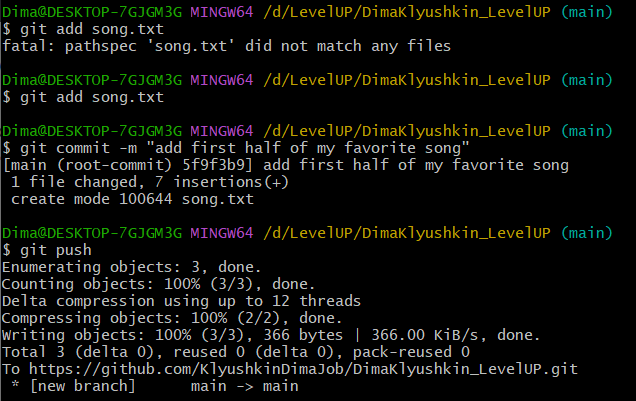 Dima@DESKTOP-7GJGM3G MINGW64 /d/LevelUP/DimaKlyushkin_LevelUP (main)
$ git add song.txt
fatal: pathspec 'song.txt' did not match any files
Dima@DESKTOP-7GJGM3G MINGW64 /d/LevelUP/DimaKlyushkin_LevelUP (main)
$ git add song.txt
Dima@DESKTOP-7GJGM3G MINGW64 /d/LevelUP/DimaKlyushkin_LevelUP (main)
$ git commit -m "add first half of my favorite song"
[main (root-commit) 5f9f3b9] add first half of my favorite song
 1 file changed, 7 insertions(+)
 create mode 100644 song.txt
Dima@DESKTOP-7GJGM3G MINGW64 /d/LevelUP/DimaKlyushkin_LevelUP (main)
$ git push
Enumerating objects: 3, done.
Counting objects: 100% (3/3), done.
Delta compression using up to 12 threads
Compressing objects: 100% (2/2), done.
Writing objects: 100% (3/3), 366 bytes | 366.00 KiB/s, done.
Total 3 (delta 0), reused 0 (delta 0), pack-reused 0
To https://github.com/KlyushkinDimaJob/DimaKlyushkin_LevelUP.git
 * [new branch]      main -> main